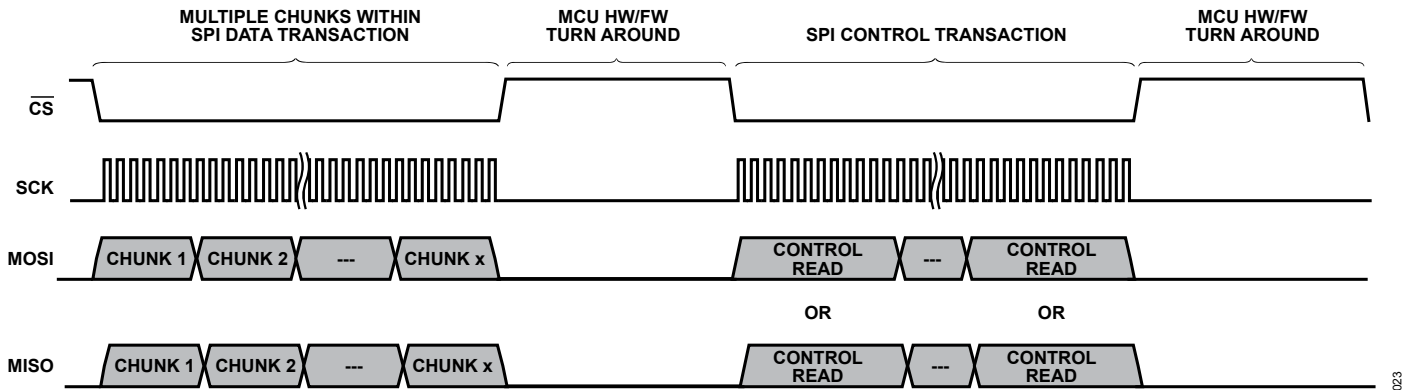 MULTIPLE CHUNKS WITHIN
SPI DATA TRANSACTION
MCU HW/FW
TURN AROUND
SPI CONTROL TRANSACTION
MCU HW/FW
TURN AROUND
CS
SCK
MOSI
CHUNK 1
CHUNK 2
---
CHUNK x
CONTROL
READ
---
CONTROL
READ
OR
OR
MISO
CHUNK 1
CHUNK 2
---
CHUNK x
CONTROL
READ
---
CONTROL
READ
023